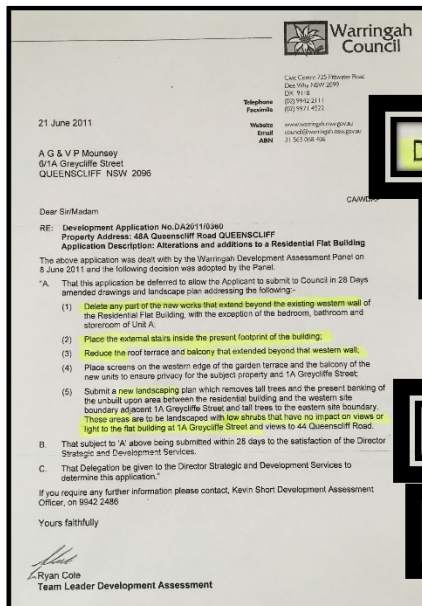 Warringah
Council
Civic Centre 725 Pittwater Road
Dee Why NSW 2099
DX 9118
Telephone (02) 9942 2111
Facsimile (02) 9971 4522
21 June 2011
Website www.warringah.nsw.gov.au
Email council@warringah.nsw.gov.au
ABN 31 565 068 406
A G & V P Mounsey
6/1A Greycliffe Street
QUEENSCLIFF NSW 2096
D
Dear Sir/Madam
RE: Development Application No.DA2011/0560
Property Address: 48A Queenscliff Road QUEENSCLIFF
Application Description: Alterations and additions to a Residential Flat Building
The above application was dealt with by the Warringah Development Assessment Panel on
8 June 2011 and the following decision was adopted by the Panel.
"A. That this application be deferred to allow the Applicant to submit to Council in 28 Days
amended drawings and landscape plan addressing the following:-
(1) Delete any part of the new works that extend beyond the existing western wall of
the Residential Flat Building, with the exception of the bedroom, bathroom and
storeroom of Unit A;
(2) Place the external stairs inside the present footprint of the building;
(3) Reduce the roof terrace and balcony that extended beyond that western wall;
(4) Place screens on the western edge of the garden terrace and the balcony of the
new units to ensure privacy for the subject property and 1A Greycliffe Street;
(5) Submit a new landscaping plan which removes tall trees and the present banking of
the unbuilt upon area between the residential building and the western site
boundary adjacent 1A Greycliffe Street and tall trees to the eastern site boundary.
Those areas are to be landscaped with low shrubs that have no impact on views or
light to the flat building at 1A Greycliffe Street and views to 44 Queenscliff Road.
B. That subject to 'A' above being submitted within 28 days to the satisfaction of the Director
Strategic and Development Services.
C. That Delegation be given to the Director Strategic and Development Services to
determine this application."
If you require any further information please contact, Kevin Short Development Assessment
Officer, on 9942 2486
Yours faithfully
Ryan Cole
Team Leader Development Assessment